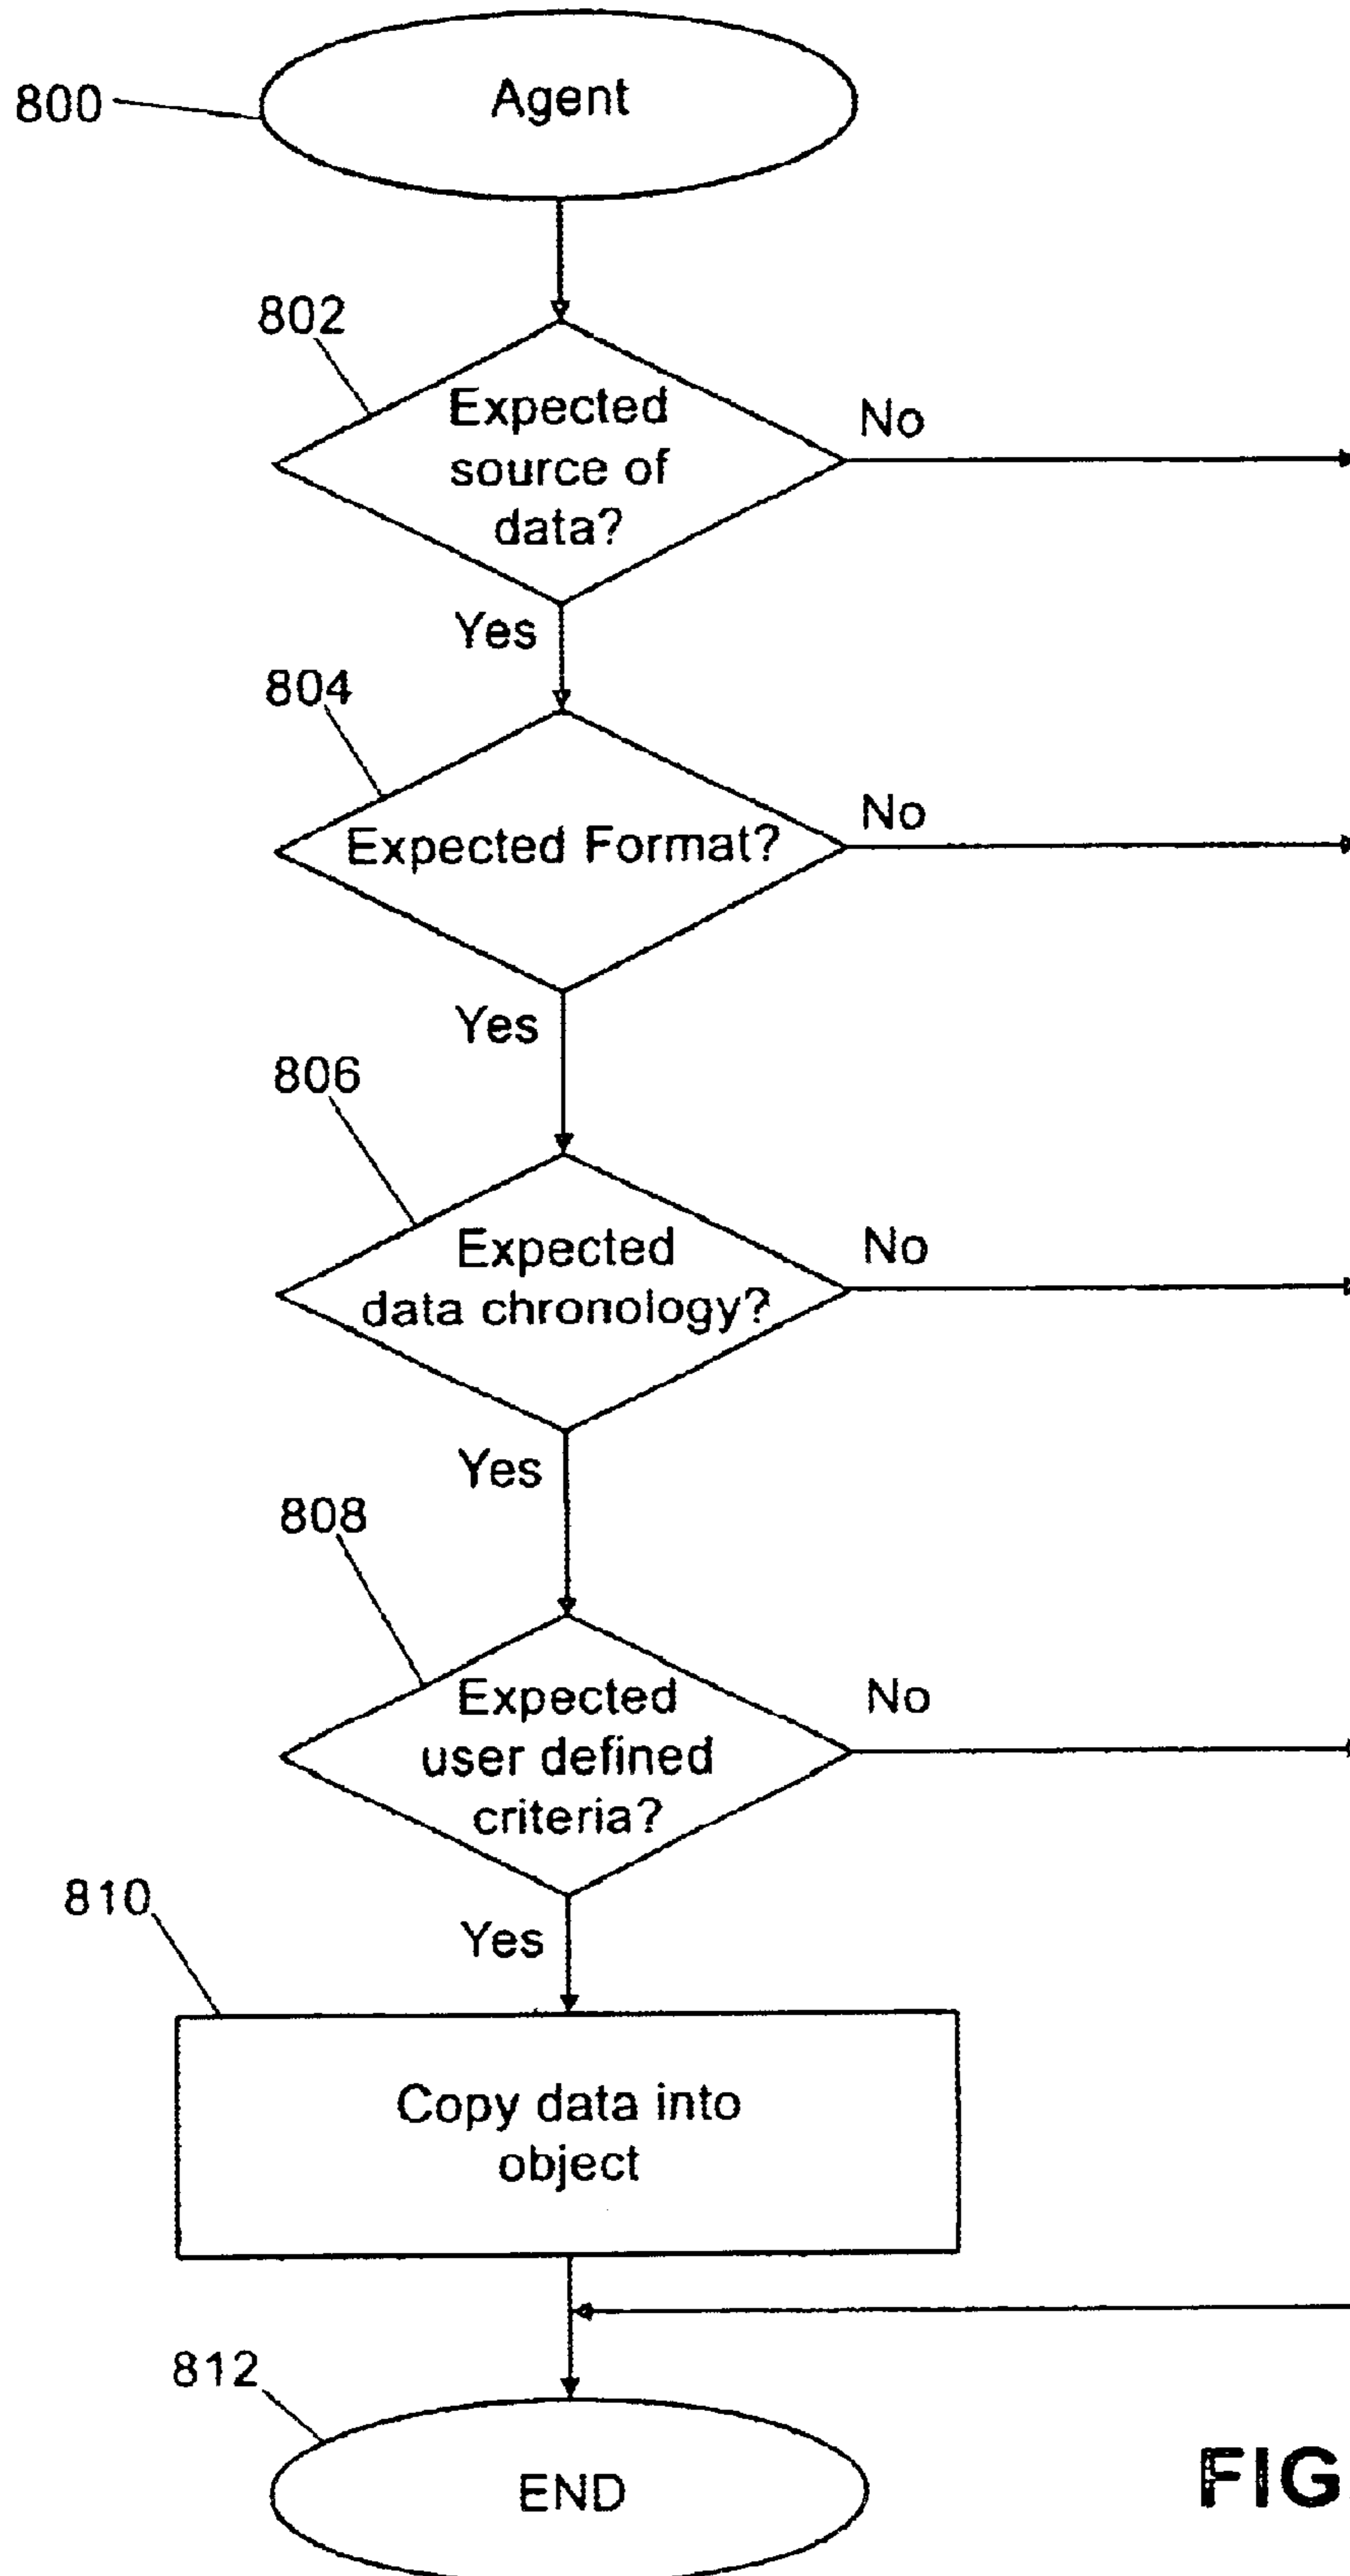 Agent
800
802
Expected
source of
data?
No
Yes
804
Expected Format?
No
Yes
806
Expected
data chronology?
No
Yes
808
Expected
user defined
criteria?
No
Yes
810
Copy data into
object
812
END
FIG.